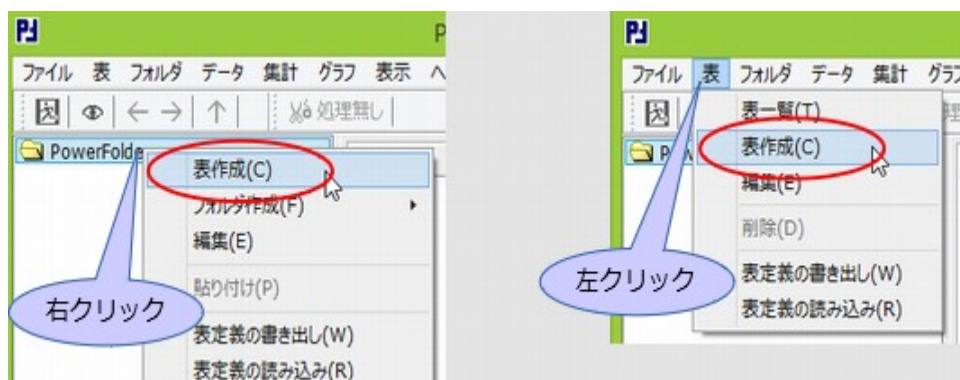 P
ファイル 表 フォルダ データ 集計 グラフ 表示
処理無し
PowerFolde
表作成(C)
フォルダ作成(F)
編集(E)
貼り付け(P)
表定義の書き出し(W)
表定義の読み込み(R)
右クリック
ファイル 表 フォルダ データ 集計
表一覧(T)
表作成(C)
編集(E)
削除(D)
表定義の書き出し(W)
表定義の読み込み(R)
左クリック